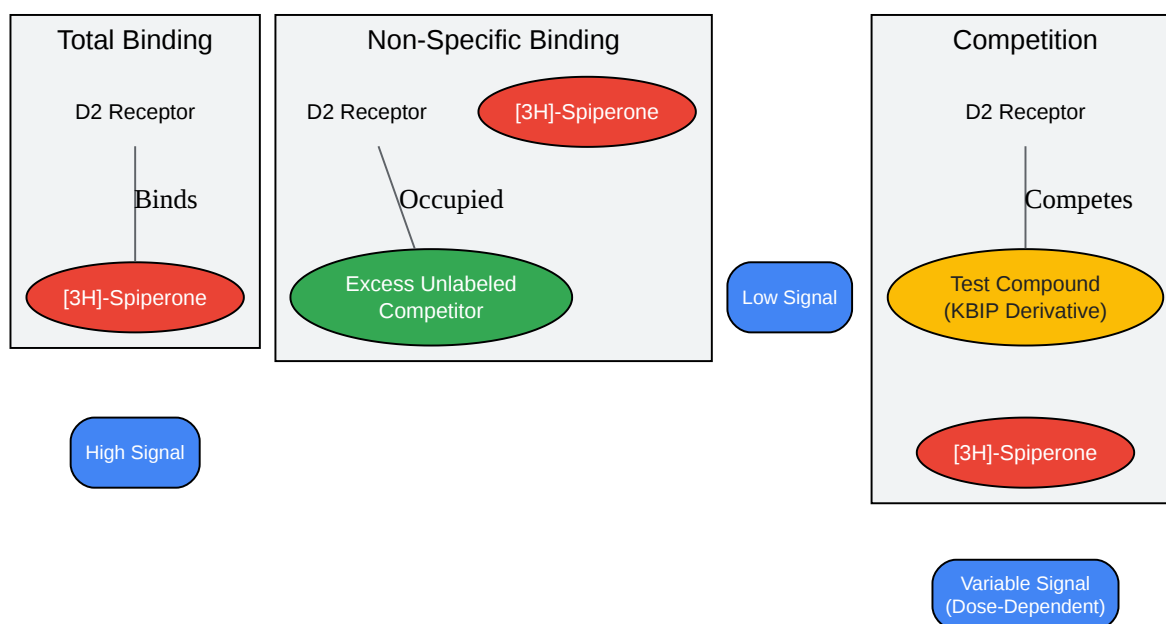 Total Binding
D2 Receptor
Binds
[3H]-Spiperone
High Signal
Non-Specific Binding
D2 Receptor
[3H]-Spiperone
Occupied
Excess Unlabeled
Competitor
Low Signal
Competition
D2 Receptor
Competes
Test Compound
(KBIP Derivative)
[3H]-Spiperone
Variable Signal
(Dose-Dependent)